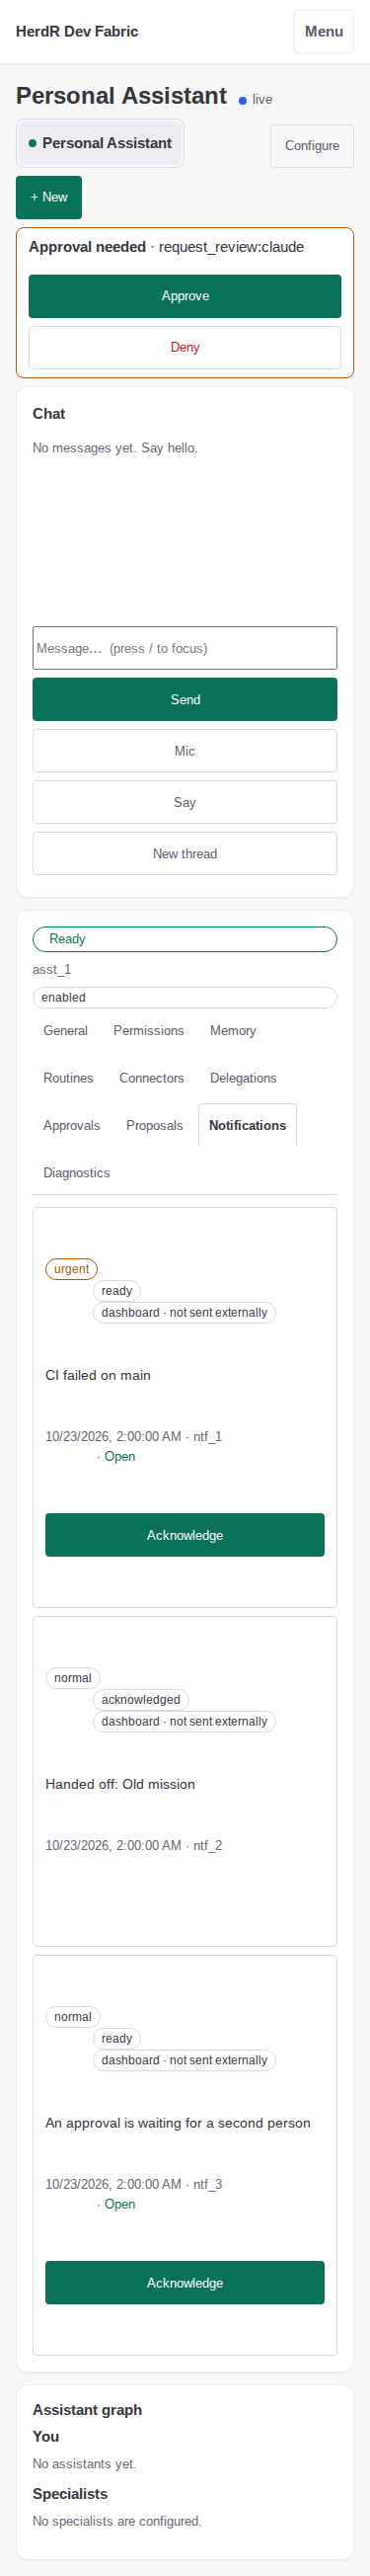 HerdR Dev Fabric
Menu
Personal Assistant
live
Personal Assistant
Configure
+ New
Approval needed · request_review:claude
Approve
Deny
Chat
No messages yet. Say hello.
Message… (press / to focus)
Send
Mic
Say
New thread
Ready
asst_1
enabled
General Permissions Memory
Routines Connectors Delegations
Approvals Proposals Notifications
Diagnostics
urgent
ready
dashboard · not sent externally
CI failed on main
10/23/2026, 2:00:00 AM · ntf_1
· Open
Acknowledge
normal
acknowledged
dashboard · not sent externally
Handed off: Old mission
10/23/2026, 2:00:00 AM · ntf_2
normal
ready
dashboard · not sent externally
An approval is waiting for a second person
10/23/2026, 2:00:00 AM · ntf_3
· Open
Acknowledge
Assistant graph
You
No assistants yet.
Specialists
No specialists are configured.